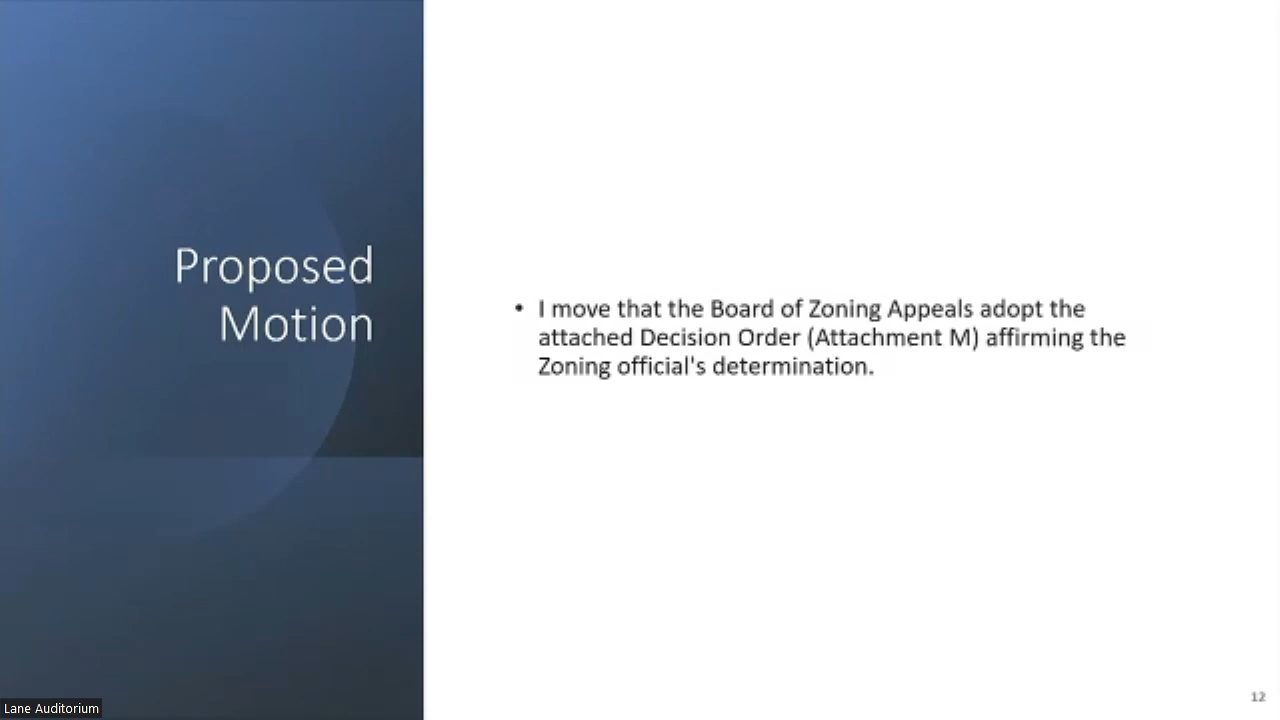 Proposed
Motion
• I move that the Board of Zoning Appeals adopt the
attached Decision Order (Attachment M) affirming the
Zoning official's determination.
12
Lane Auditorium